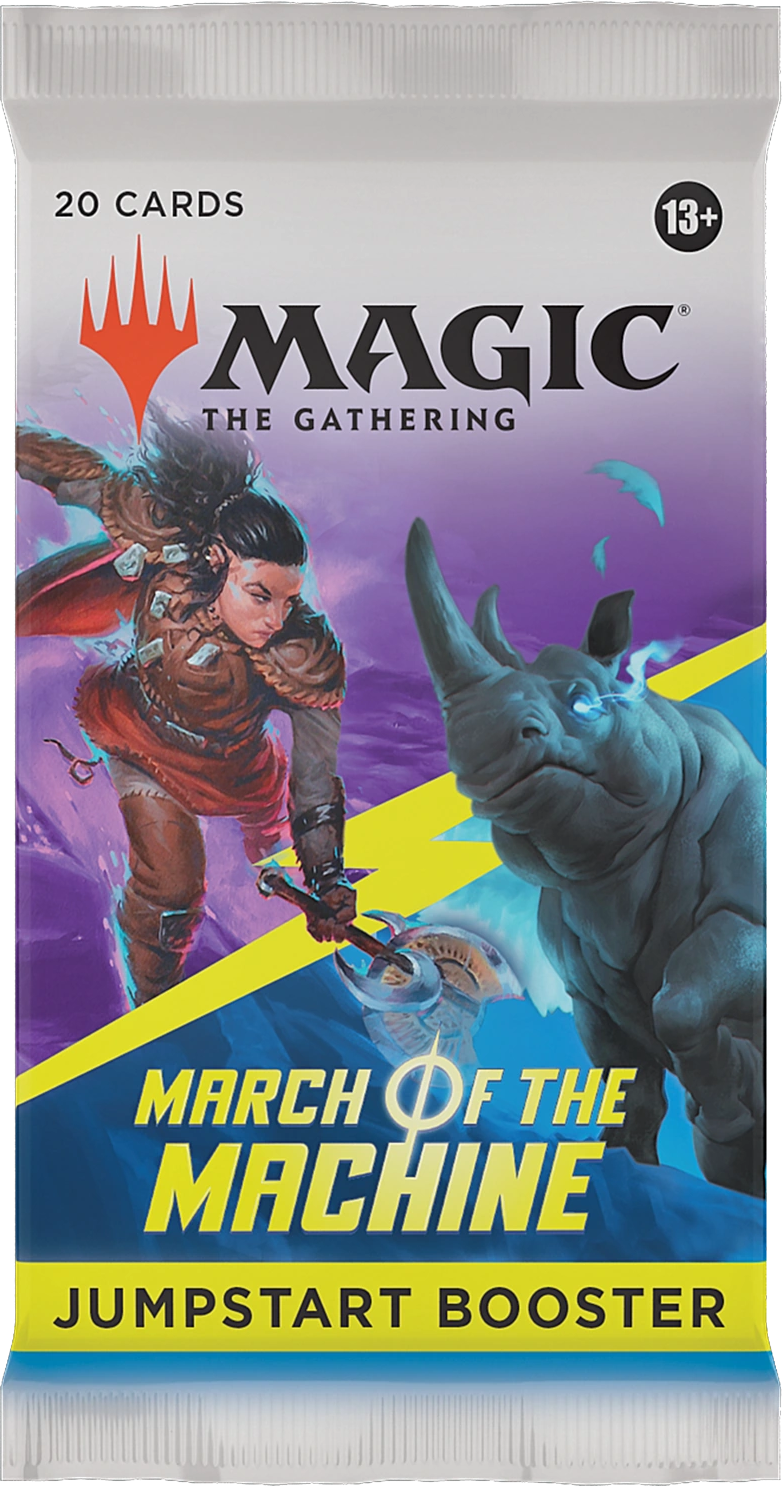 20 CARDS
13+
MAGIC®
THE GATHERING
MARCH OF THE
MACHINE
JUMPSTART BOOSTER